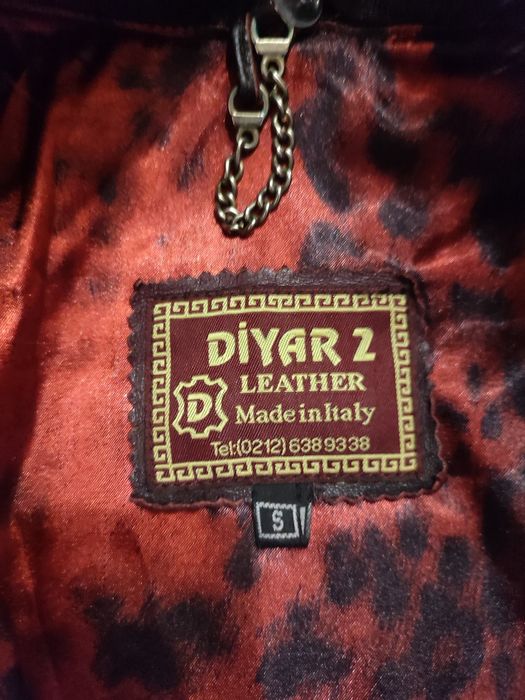 DİYAR 2
LEATHER
D
Made in Italy
Tel:(0212) 638 93 38
S